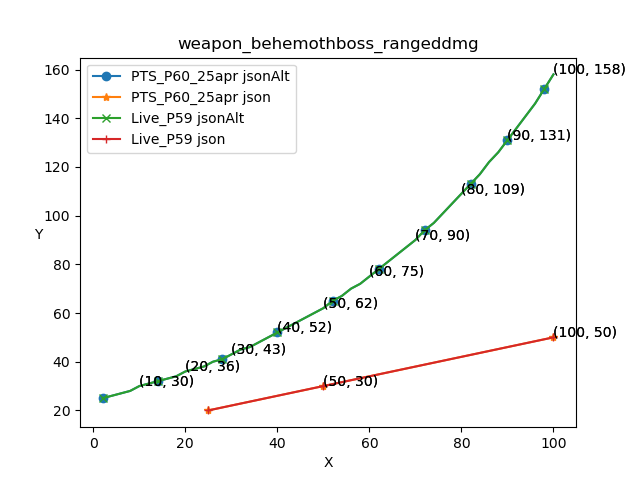 weapon_behemothboss_rangeddmg
PTS_P60_25apr jsonAlt
PTS_P60_25apr json
Live_P59 jsonAlt
Live_P59 json
160
140
120
100
80
60
40
20
Y
(100, 158)
(90, 131)
(80, 109)
(70, 90)
(60, 75)
(50, 62)
(40, 52)
(30, 43)
(20, 36)
(10, 30)
(100, 50)
(50, 30)
0 20 40 60 80 100
X